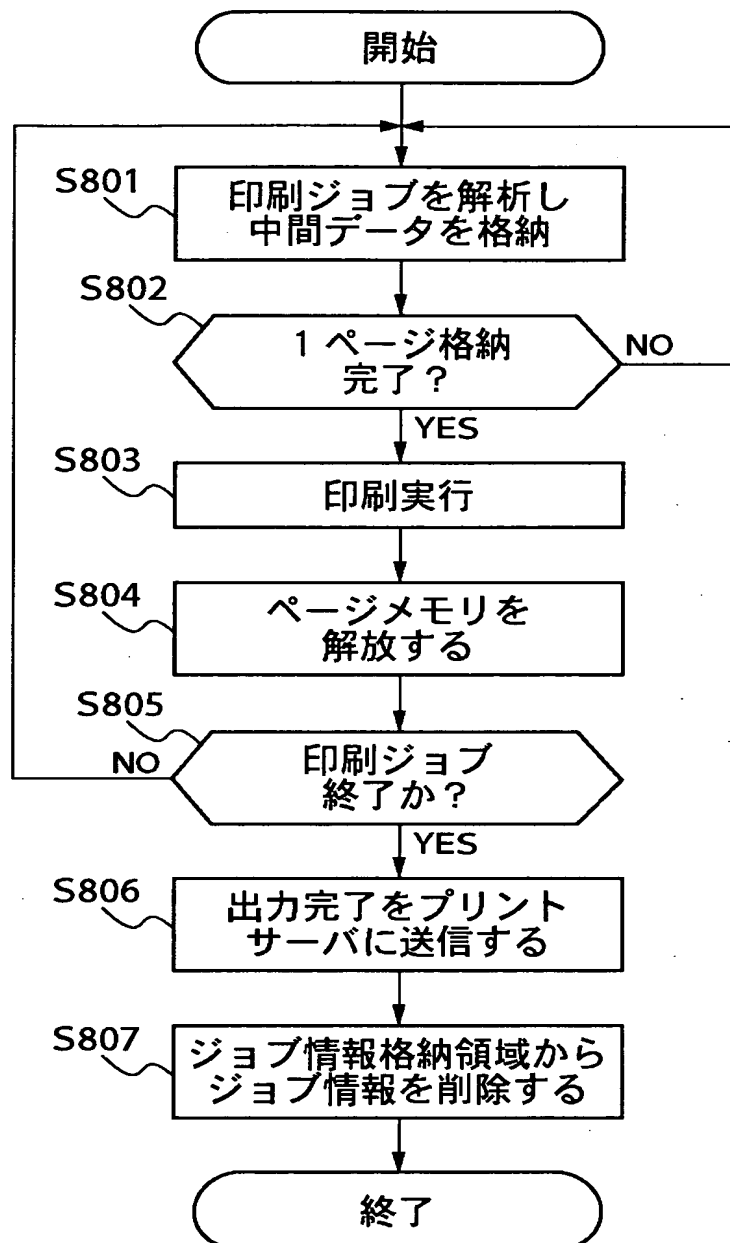 開始
S801
印刷ジョブを解析し
中間データを格納
S802
1 ページ格納
完了？
NO
YES
S803
印刷実行
S804
ページメモリを
解放する
S805
NO
印刷ジョブ
終了か？
YES
S806
出力完了をプリント
サーバに送信する
S807
ジョブ情報格納領域から
ジョブ情報を削除する
終了